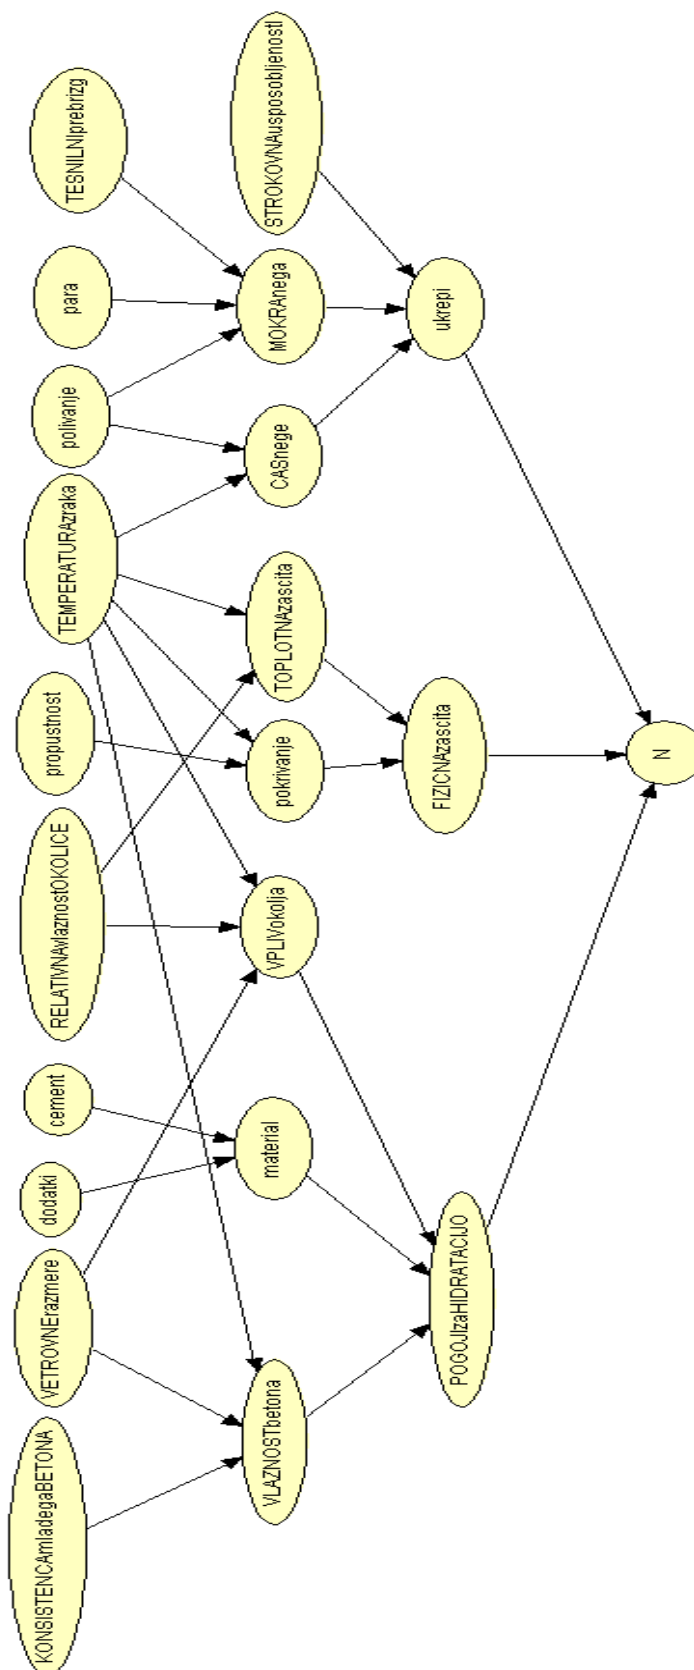 KONSISTENCAmladegaBETONA
VETROVNErazmere
dodatki
cement
RELATIVNAvlaznostOKOLICE
propustnost
TEMPERATURAzraka
polivanje
para
TESNILNIprebrizg
VLAZNOSTbetona
material
VPLIVokolja
pokrivanje
TOPLOTNAzascita
CASnege
MOKRAnega
STROKOVNAusposobljenostl
POGOJIzaHIDRATACIJO
FIZICNAzascita
ukrepi
N